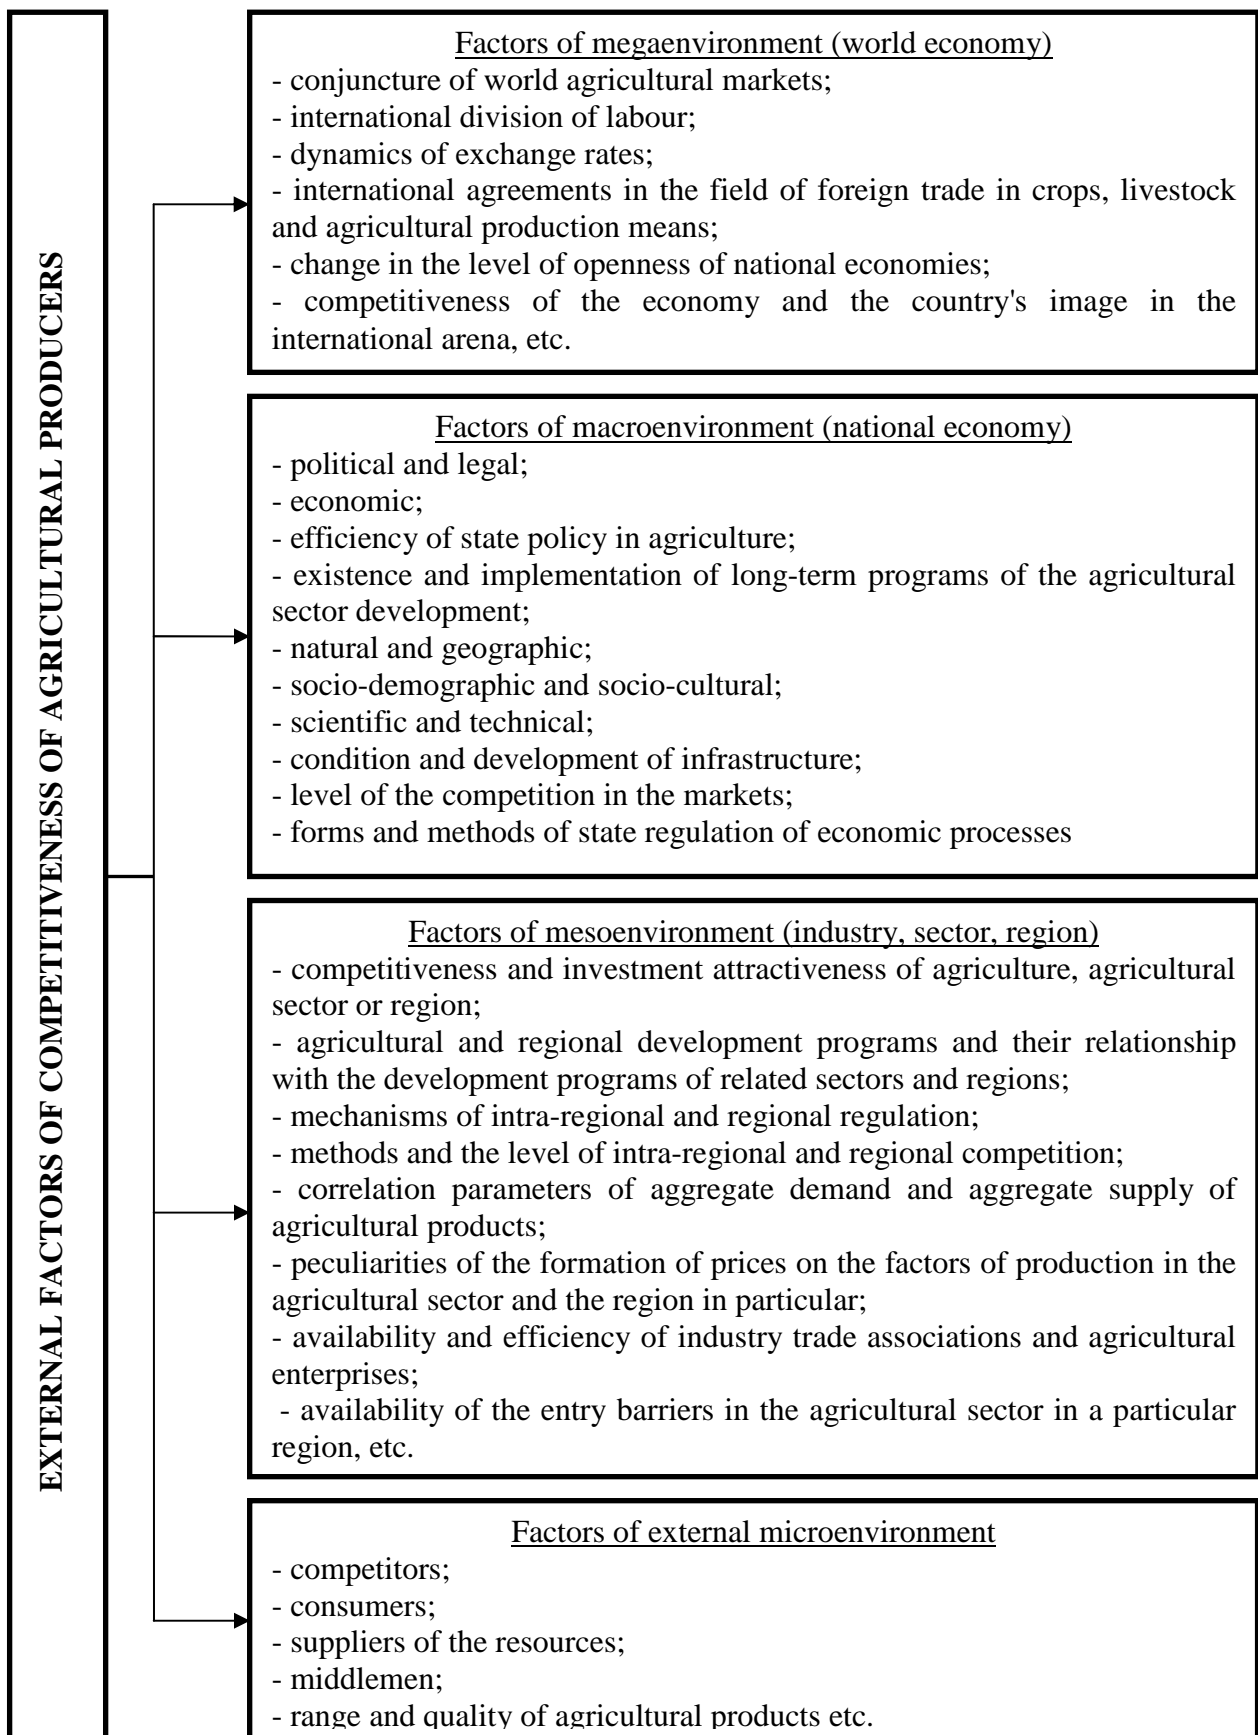 EXTERNAL FACTORS OF COMPETITIVENESS OF AGRICULTURAL PRODUCERS
Factors of megaenvironment (world economy)
- conjuncture of world agricultural markets;
- international division of labour;
- dynamics of exchange rates;
- international agreements in the field of foreign trade in crops, livestock
and agricultural production means;
- change in the level of openness of national economies;
- competitiveness of the economy and the country's image in the
international arena, etc.
Factors of macroenvironment (national economy)
- political and legal;
- economic;
- efficiency of state policy in agriculture;
- existence and implementation of long-term programs of the agricultural
sector development;
- natural and geographic;
- socio-demographic and socio-cultural;
- scientific and technical;
- condition and development of infrastructure;
- level of the competition in the markets;
- forms and methods of state regulation of economic processes
Factors of mesoenvironment (industry, sector, region)
- competitiveness and investment attractiveness of agriculture, agricultural
sector or region;
- agricultural and regional development programs and their relationship
with the development programs of related sectors and regions;
- mechanisms of intra-regional and regional regulation;
- methods and the level of intra-regional and regional competition;
- correlation parameters of aggregate demand and aggregate supply of
agricultural products;
- peculiarities of the formation of prices on the factors of production in the
agricultural sector and the region in particular;
- availability and efficiency of industry trade associations and agricultural
enterprises;
- availability of the entry barriers in the agricultural sector in a particular
region, etc.
Factors of external microenvironment
- competitors;
- consumers;
- suppliers of the resources;
- middlemen;
- range and quality of agricultural products etc.